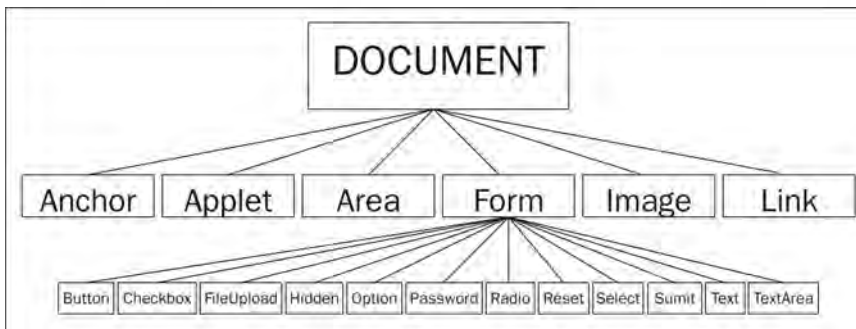 DOCUMENT
Anchor Applet Area Form Image Link
Button Checkbox FileUpload Hidden Option Password Radio Reset Select Sumit Text TextArea